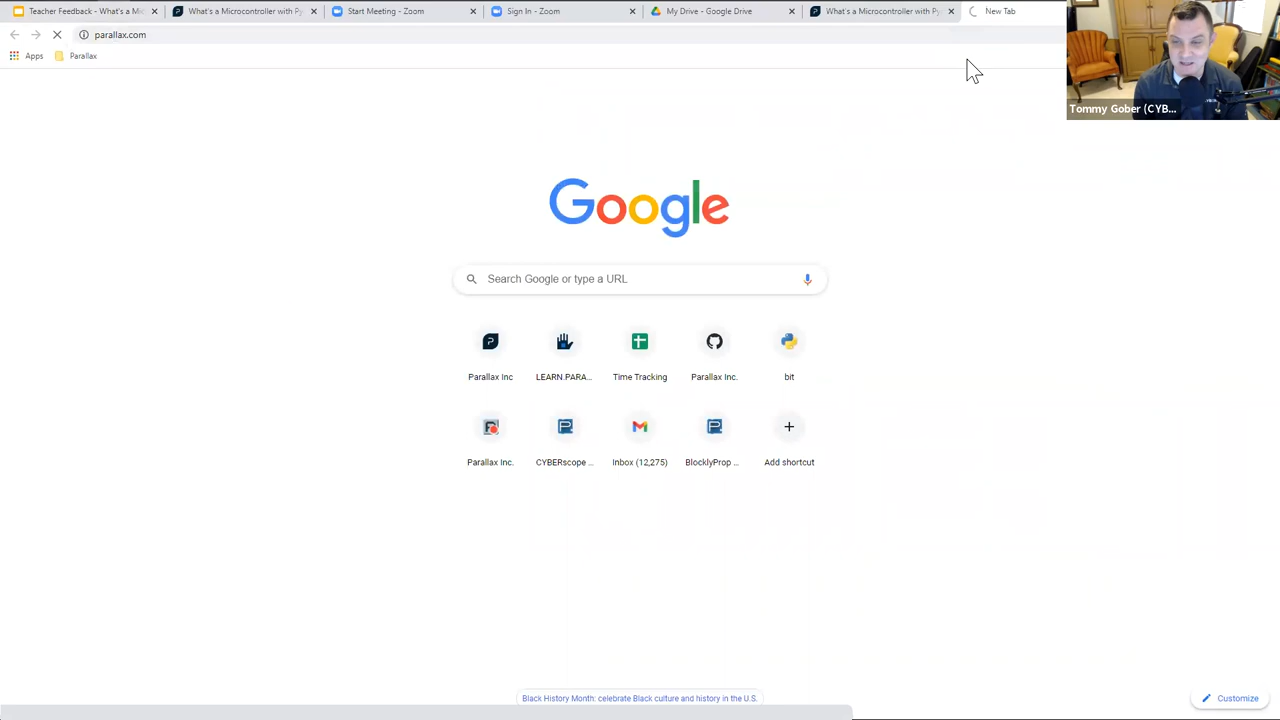 Teacher Feedback - What's a Mic
What's a Microcontroller with Py
Start Meeting - Zoom
Sign In - Zoom
My Drive - Google Drive
What's a Microcontroller with Py
New Tab
parallax.com
Apps
Parallax
Tommy Gober (CYB...
Google
Search Google or type a URL
Parallax Inc
LEARN.PARA...
Time Tracking
Parallax Inc.
bit
Parallax Inc.
CYBERscope ...
Inbox (12,275)
BlocklyProp ...
Add shortcut
Black History Month: celebrate Black culture and history in the U.S.
Customize